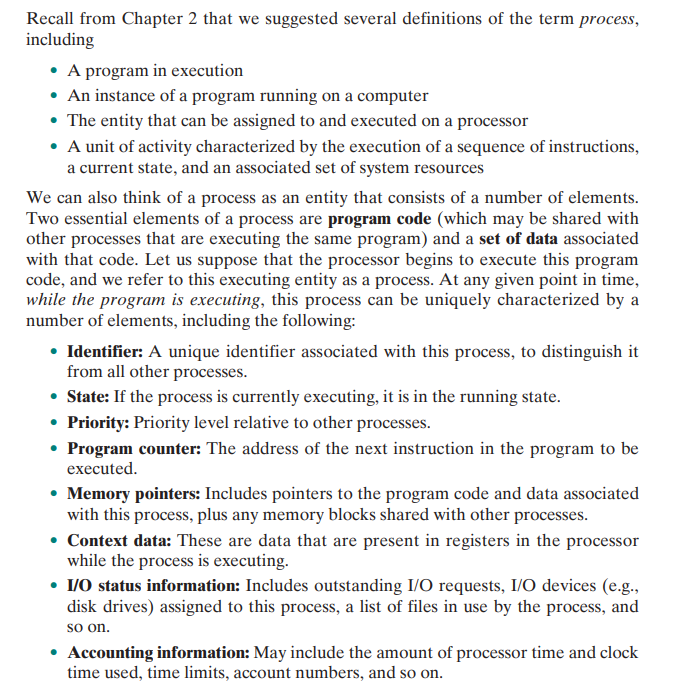 Recall from Chapter 2 that we suggested several definitions of the term process,
including
• A program in execution
• An instance of a program running on a computer
• The entity that can be assigned to and executed on a processor
• A unit of activity characterized by the execution of a sequence of instructions,
a current state, and an associated set of system resources
We can also think of a process as an entity that consists of a number of elements.
Two essential elements of a process are program code (which may be shared with
other processes that are executing the same program) and a set of data associated
with that code. Let us suppose that the processor begins to execute this program
code, and we refer to this executing entity as a process. At any given point in time,
while the program is executing, this process can be uniquely characterized by a
number of elements, including the following:
• Identifier: A unique identifier associated with this process, to distinguish it
from all other processes.
• State: If the process is currently executing, it is in the running state.
• Priority: Priority level relative to other processes.
• Program counter: The address of the next instruction in the program to be
executed.
• Memory pointers: Includes pointers to the program code and data associated
with this process, plus any memory blocks shared with other processes.
• Context data: These are data that are present in registers in the processor
while the process is executing.
• I/O status information: Includes outstanding I/O requests, I/O devices (e.g.,
disk drives) assigned to this process, a list of files in use by the process, and
so on.
• Accounting information: May include the amount of processor time and clock
time used, time limits, account numbers, and so on.